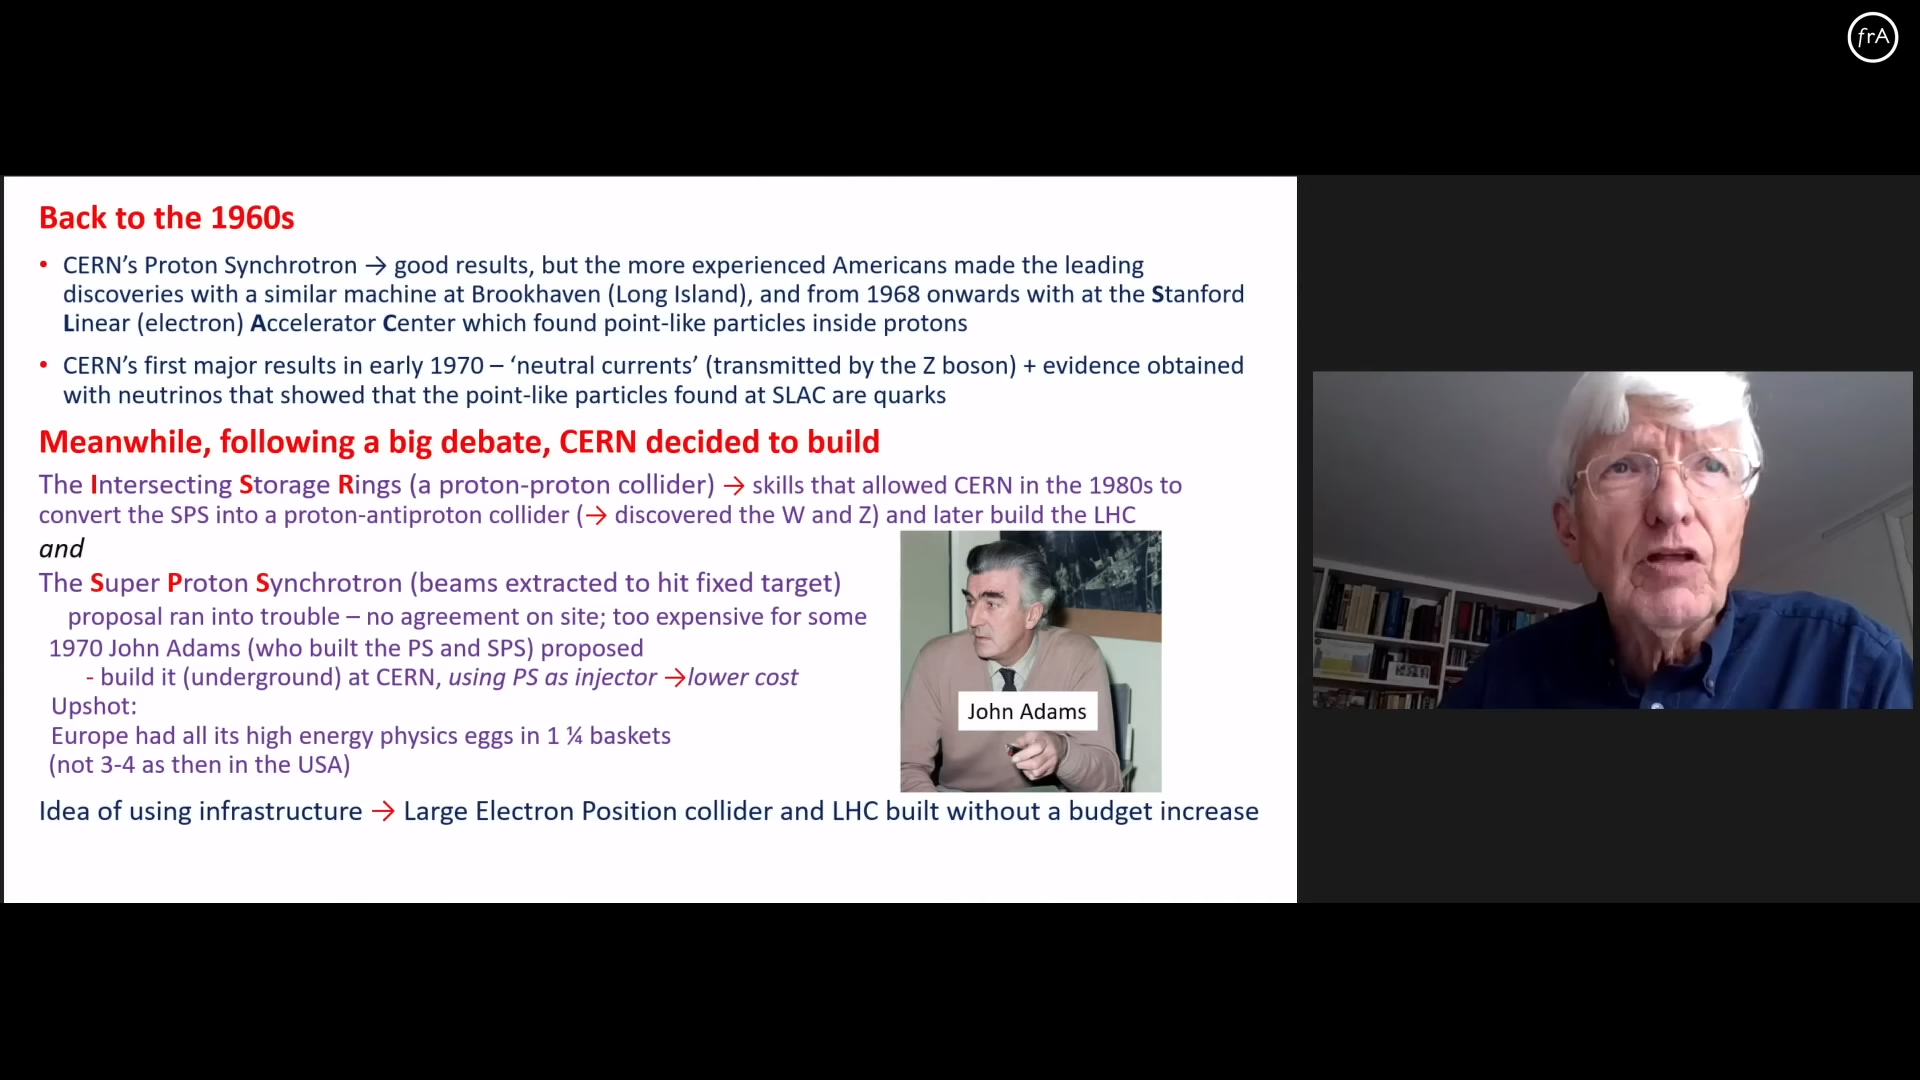 frA
Back to the 1960s
• CERN’s Proton Synchrotron → good results, but the more experienced Americans made the leading
discoveries with a similar machine at Brookhaven (Long Island), and from 1968 onwards with at the Stanford
Linear (electron) Accelerator Center which found point-like particles inside protons
• CERN’s first major results in early 1970 – ‘neutral currents’ (transmitted by the Z boson) + evidence obtained
with neutrinos that showed that the point-like particles found at SLAC are quarks
Meanwhile, following a big debate, CERN decided to build
The Intersecting Storage Rings (a proton-proton collider) → skills that allowed CERN in the 1980s to
convert the SPS into a proton-antiproton collider (→ discovered the W and Z) and later build the LHC
and
The Super Proton Synchrotron (beams extracted to hit fixed target)
proposal ran into trouble – no agreement on site; too expensive for some
1970 John Adams (who built the PS and SPS) proposed
- build it (underground) at CERN, using PS as injector →lower cost
Upshot:
Europe had all its high energy physics eggs in 1 ¼ baskets
(not 3-4 as then in the USA)
John Adams
Idea of using infrastructure → Large Electron Position collider and LHC built without a budget increase